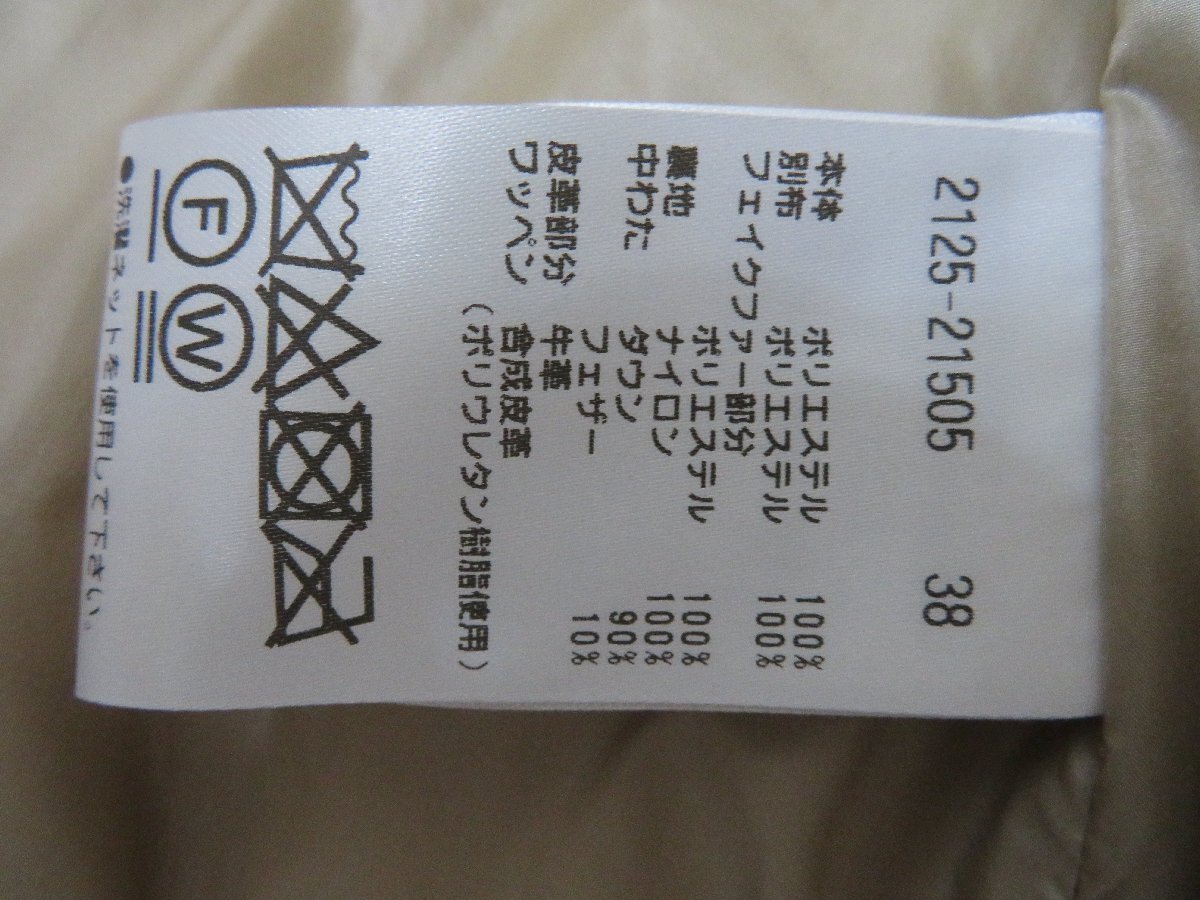 2125-21505 38
本体 ポリエステル 100%
別布 ポリエステル 100%
フェイクファー部分
ポリエステル 100%
裏地 ナイロン 100%
中わた ダウン 90%
フェザー 10%
皮革部分 牛革
ワッペン 合成皮革
(ポリウレタン樹脂使用)
F W
●洗濯ネットを使用して下さい。